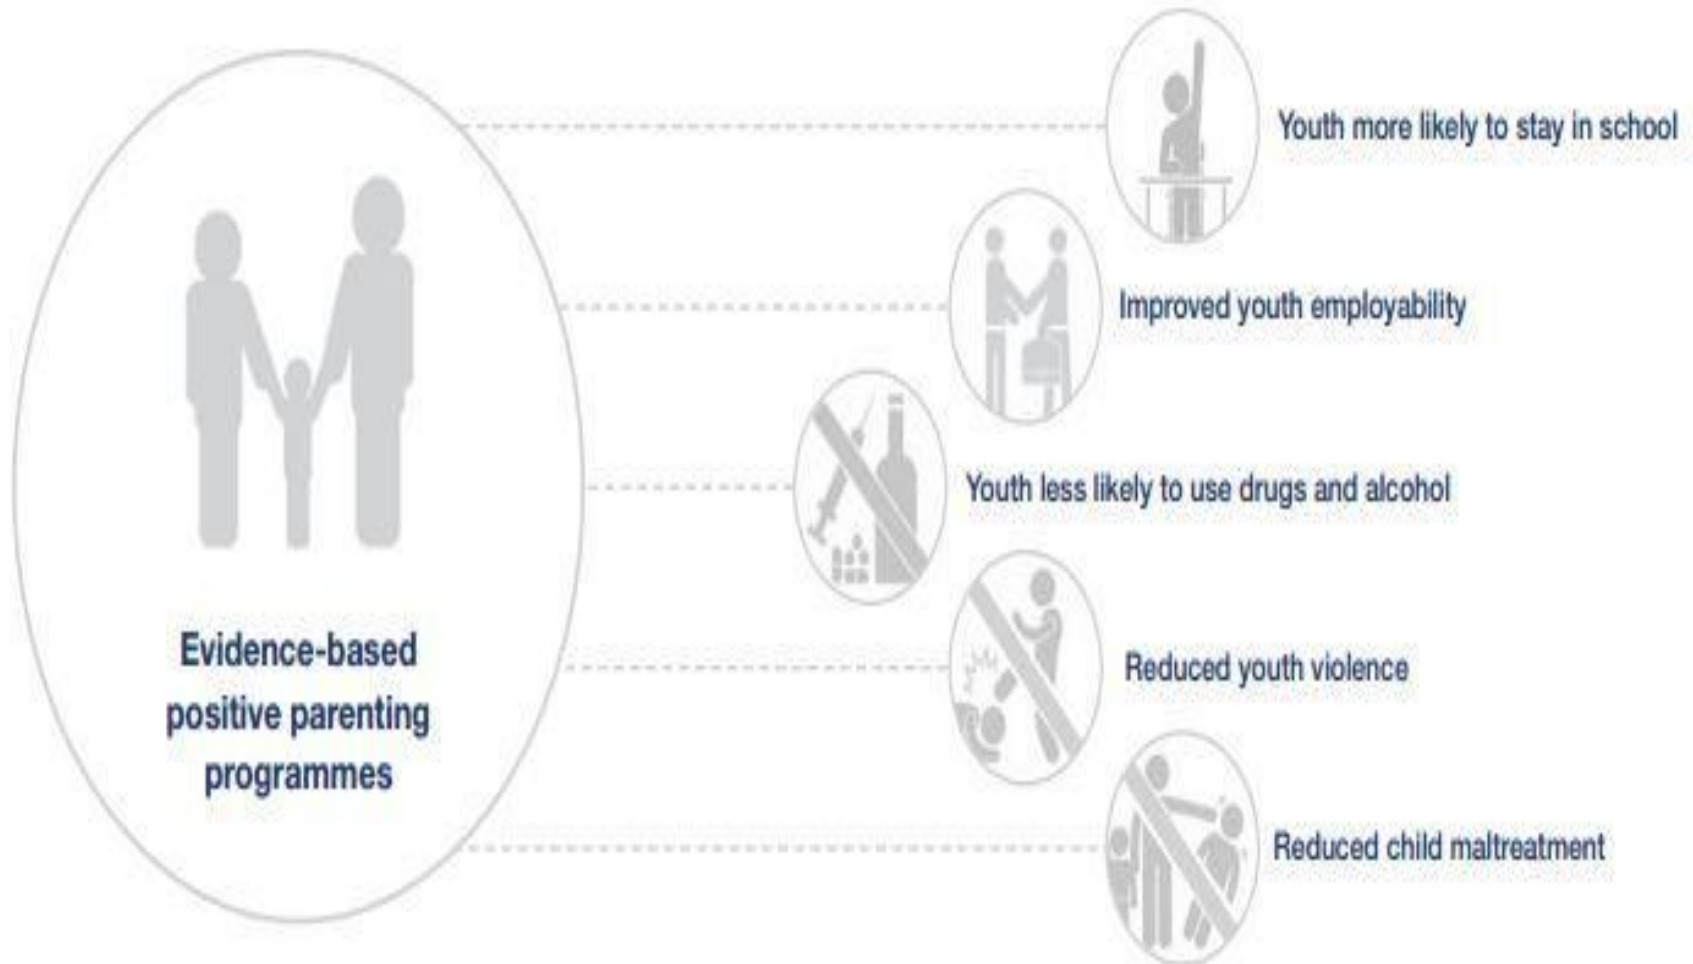 Evidence-based
positive parenting
programmes
Youth more likely to stay in school
Improved youth employability
Youth less likely to use drugs and alcohol
Reduced youth violence
Reduced child maltreatment